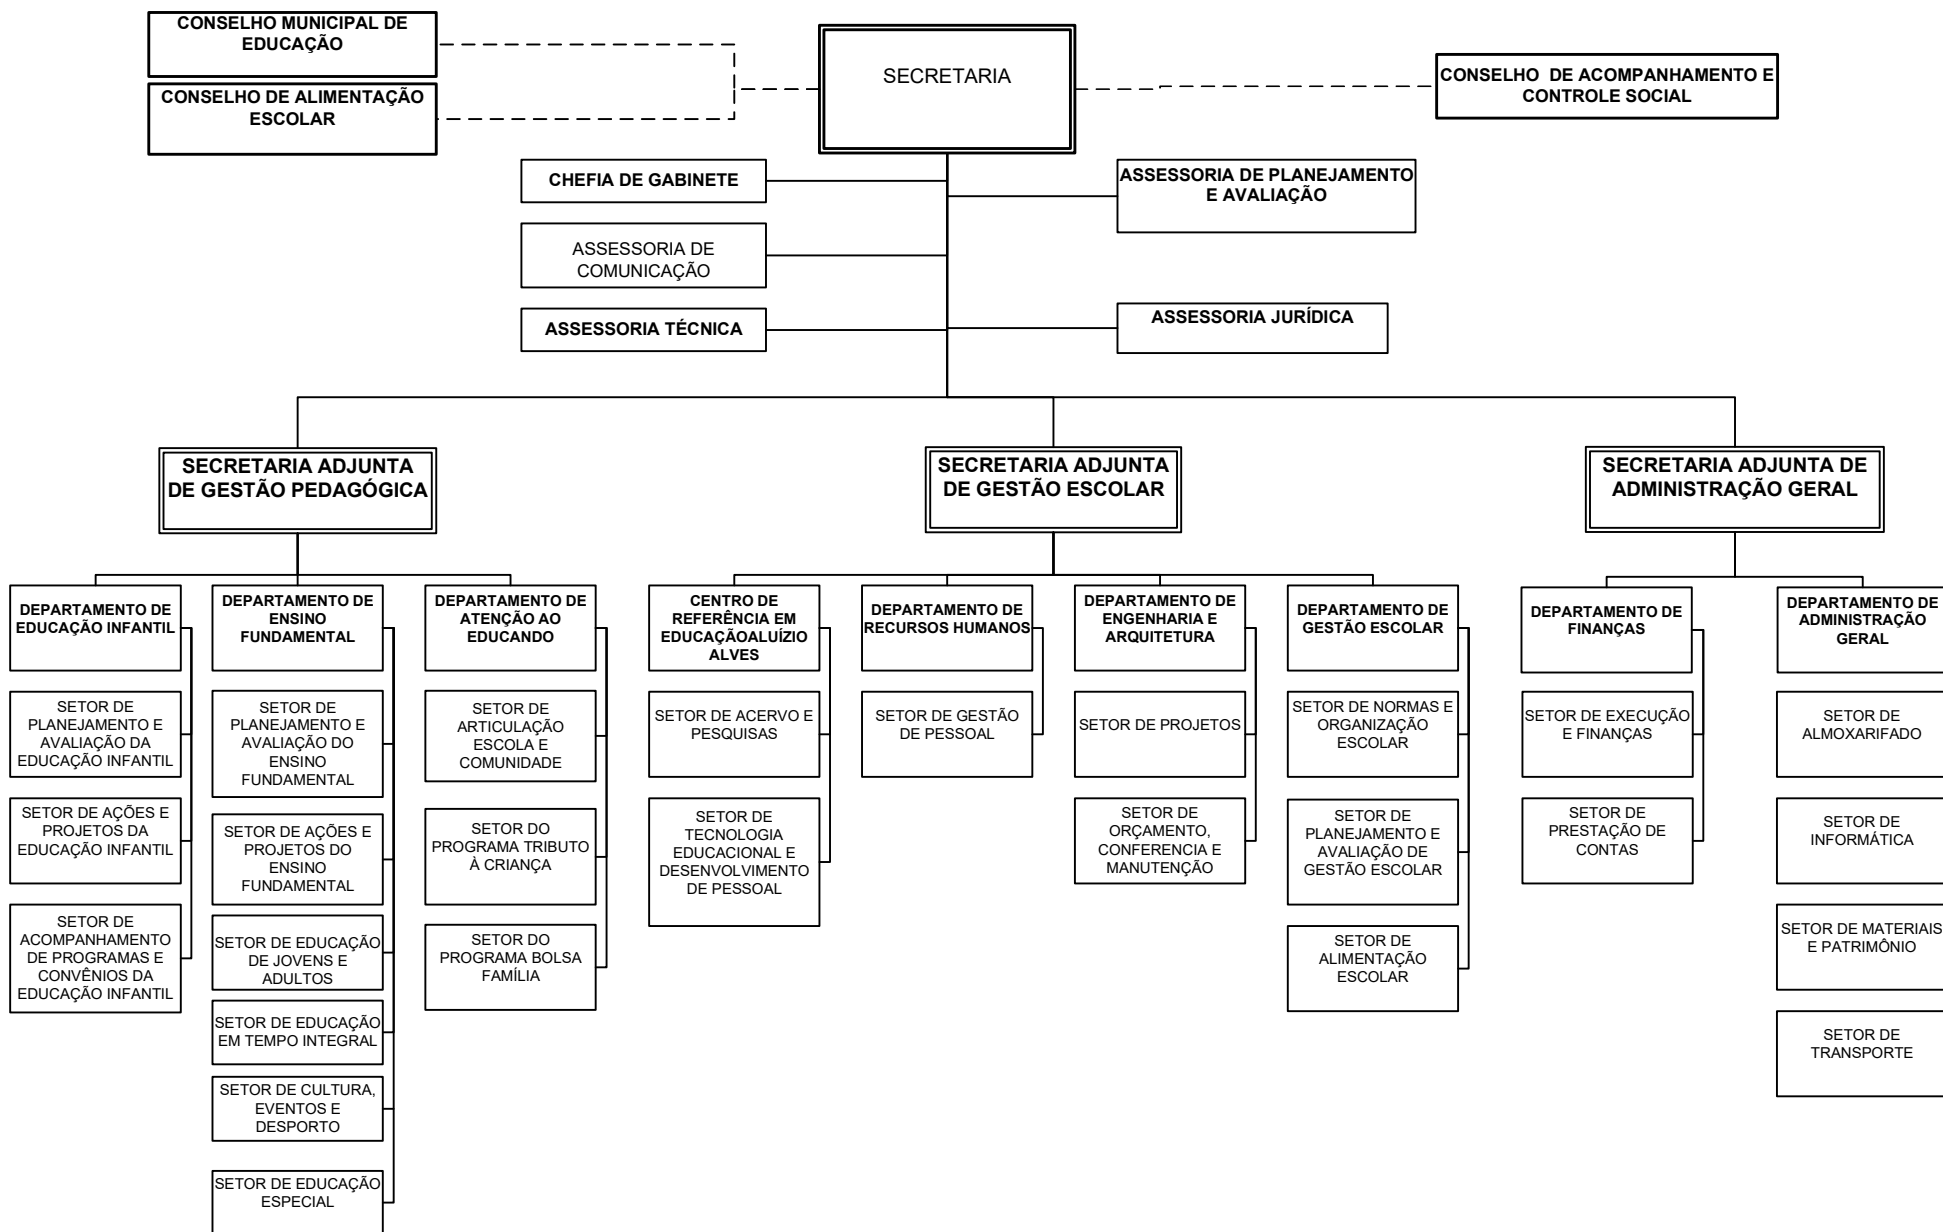 CONSELHO MUNICIPAL DE
EDUCAÇÃO
CONSELHO DE ALIMENTAÇÃO
ESCOLAR
SECRETARIA
CONSELHO DE ACOMPANHAMENTO E
CONTROLE SOCIAL
CHEFIA DE GABINETE
ASSESSORIA DE PLANEJAMENTO
E AVALIAÇÃO
ASSESSORIA DE
COMUNICAÇÃO
ASSESSORIA TÉCNICA
ASSESSORIA JURÍDICA
SECRETARIA ADJUNTA
DE GESTÃO PEDAGÓGICA
SECRETARIA ADJUNTA
DE GESTÃO ESCOLAR
SECRETARIA ADJUNTA DE
ADMINISTRAÇÃO GERAL
DEPARTAMENTO DE
EDUCAÇÃO INFANTIL
SETOR DE
PLANEJAMENTO E
AVALIAÇÃO DA
EDUCAÇÃO INFANTIL
SETOR DE AÇÕES E
PROJETOS DA
EDUCAÇÃO INFANTIL
SETOR DE
ACOMPANHAMENTO
DE PROGRAMAS E
CONVÊNIOS DA
EDUCAÇÃO INFANTIL
DEPARTAMENTO DE
ENSINO
FUNDAMENTAL
SETOR DE
PLANEJAMENTO E
AVALIAÇÃO DO
ENSINO
FUNDAMENTAL
SETOR DE AÇÕES E
PROJETOS DO
ENSINO
FUNDAMENTAL
SETOR DE EDUCAÇÃO
DE JOVENS E
ADULTOS
SETOR DE EDUCAÇÃO
EM TEMPO INTEGRAL
SETOR DE CULTURA,
EVENTOS E
DESPORTO
SETOR DE EDUCAÇÃO
ESPECIAL
DEPARTAMENTO DE
ATENÇÃO AO
EDUCANDO
SETOR DE
ARTICULAÇÃO
ESCOLA E
COMUNIDADE
SETOR DO
PROGRAMA TRIBUTO
À CRIANÇA
SETOR DO
PROGRAMA BOLSA
FAMÍLIA
CENTRO DE
REFERÊNCIA EM
EDUCAÇÃOALUÍZIO
ALVES
SETOR DE ACERVO E
PESQUISAS
SETOR DE
TECNOLOGIA
EDUCACIONAL E
DESENVOLVIMENTO
DE PESSOAL
DEPARTAMENTO DE
RECURSOS HUMANOS
SETOR DE GESTÃO
DE PESSOAL
DEPARTAMENTO DE
ENGENHARIA E
ARQUITETURA
SETOR DE PROJETOS
SETOR DE
ORÇAMENTO,
CONFERENCIA E
MANUTENÇÃO
DEPARTAMENTO DE
GESTÃO ESCOLAR
SETOR DE NORMAS E
ORGANIZAÇÃO
ESCOLAR
SETOR DE
PLANEJAMENTO E
AVALIAÇÃO DE
GESTÃO ESCOLAR
SETOR DE
ALIMENTAÇÃO
ESCOLAR
DEPARTAMENTO DE
FINANÇAS
SETOR DE EXECUÇÃO
E FINANÇAS
SETOR DE
PRESTAÇÃO DE
CONTAS
DEPARTAMENTO DE
ADMINISTRAÇÃO
GERAL
SETOR DE
ALMOXARIFADO
SETOR DE
INFORMÁTICA
SETOR DE MATERIAIS
E PATRIMÔNIO
SETOR DE
TRANSPORTE